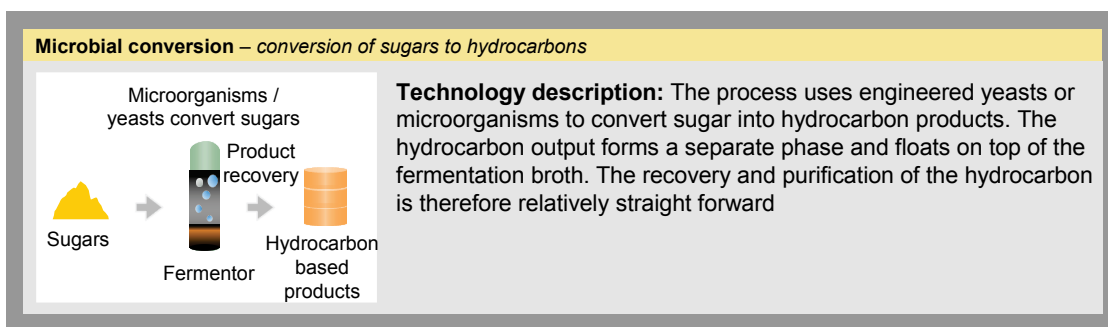 Microbial conversion – conversion of sugars to hydrocarbons
Microorganisms /
yeasts convert sugars
Product
recovery
Sugars
Fermentor
Hydrocarbon
based
products
Technology description: The process uses engineered yeasts or
microorganisms to convert sugar into hydrocarbon products. The
hydrocarbon output forms a separate phase and floats on top of the
fermentation broth. The recovery and purification of the hydrocarbon
is therefore relatively straight forward